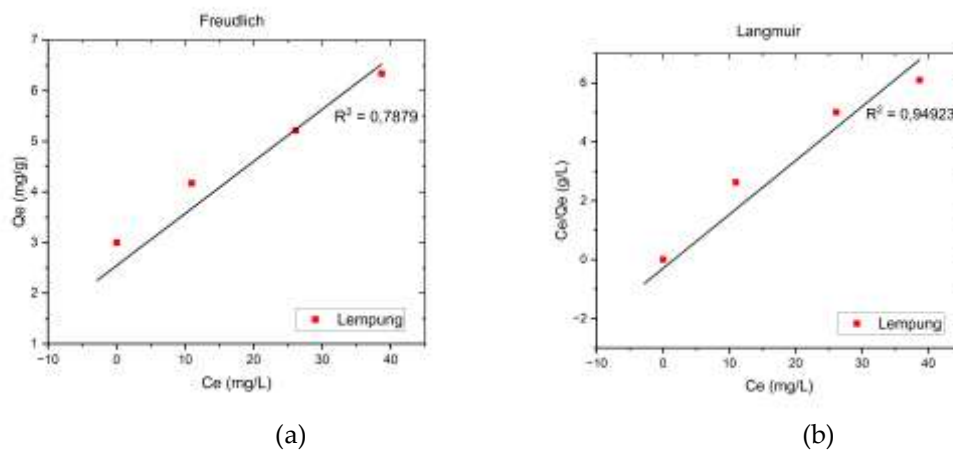 Freudlich
7
6
5
4
3
2
1
Qe (mg/g)
R² = 0,7879
Lempung
−10 0 10 20 30 40
Ce (mg/L)
(a)
Langmuir
6
4
2
0
−2
Ce/Qe (g/L)
R² = 0,94923
Lempung
−10 0 10 20 30 40
Ce (mg/L)
(b)